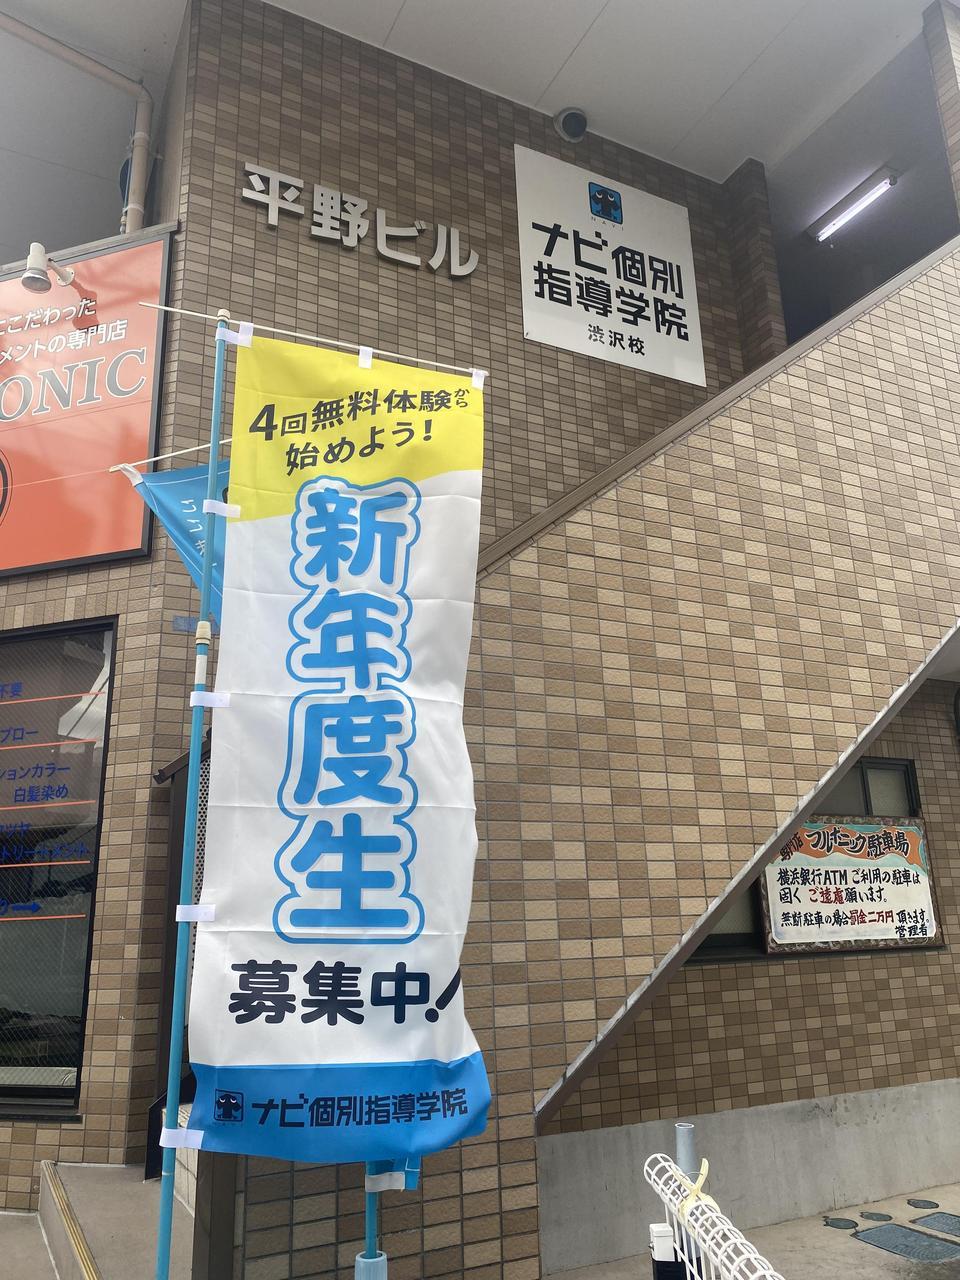 平野ビル
NAVI
ナビ個別
指導学院
渋沢校
こだわった
メントの専門店
ONIC
4回無料体験から
始めよう!
新年度生
募集中!
ナビ個別指導学院
不要
ブロー
ションカラー
白髪染め
トリートメント
フルボニック駐車場
横浜銀行ATMご利用の駐車は
固くご遠慮願います。
無断駐車の場合罰金二万円頂きます。
管理者